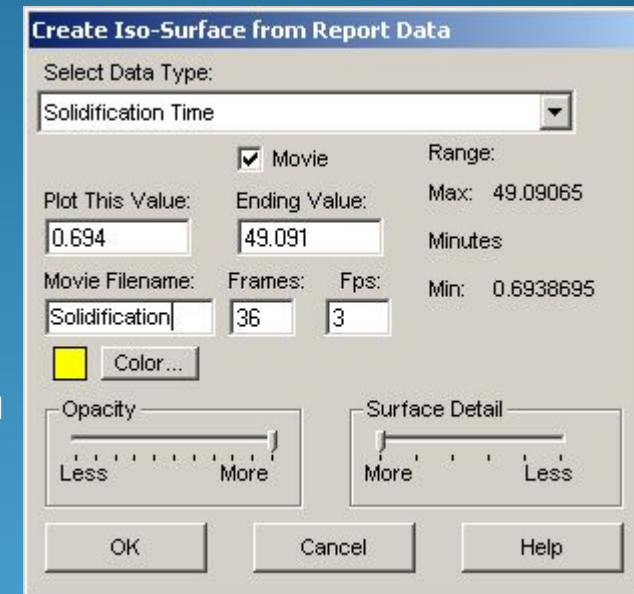 Create Iso-Surface from Report Data
Select Data Type:
Solidification Time
Movie
Range:
Plot This Value:
Ending Value:
Max: 49.09065
0.694
49.091
Minutes
Movie Filename:
Frames:
Fps:
Min: 0.6938695
Solidification
36
3
Color...
Opacity
Surface Detail
Less
More
More
Less
OK
Cancel
Help